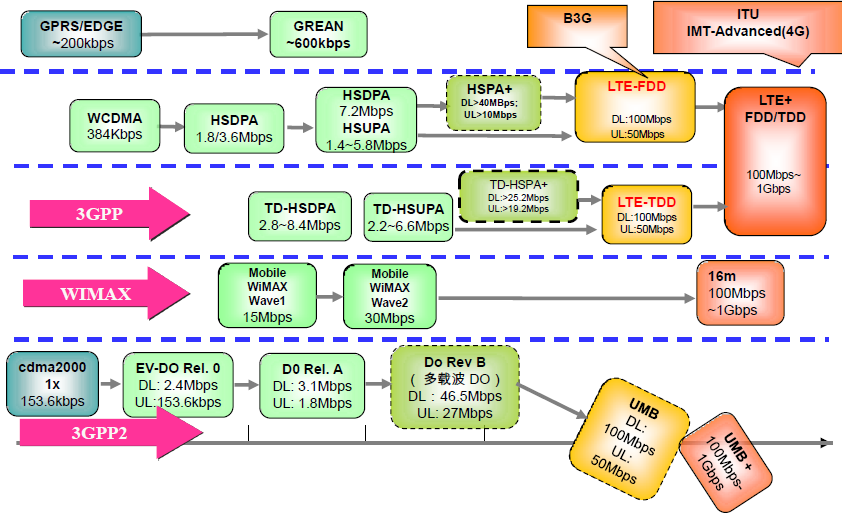 GPRS/EDGE
~200kbps
GREAN
~600kbps
B3G
ITU
IMT-Advanced(4G)
WCDMA
384Kbps
HSDPA
1.8/3.6Mbps
HSDPA
7.2Mbps
HSUPA
1.4~5.8Mbps
HSPA+
DL>40MBps;
UL>10Mbps
LTE-FDD
DL:100Mbps
UL:50Mbps
LTE+
FDD/TDD
100Mbps~
1Gbps
3GPP
TD-HSDPA
2.8~8.4Mbps
TD-HSUPA
2.2~6.6Mbps
TD-HSPA+
DL:>25.2Mbps
UL:>19.2Mbps
LTE-TDD
DL:100Mbps
UL:50Mbps
WIMAX
Mobile
WiMAX
Wave1
15Mbps
Mobile
WiMAX
Wave2
30Mbps
16m
100Mbps
~1Gbps
cdma2000
1x
153.6kbps
EV-DO Rel. 0
DL: 2.4Mbps
UL:153.6kbps
D0 Rel. A
DL: 3.1Mbps
UL: 1.8Mbps
Do Rev B
（ 多载波 DO）
DL：46.5Mbps
UL: 27Mbps
UMB
DL:
100Mbps
UL:
50Mbps
UMB +
100Mbps-
1Gbps
3GPP2